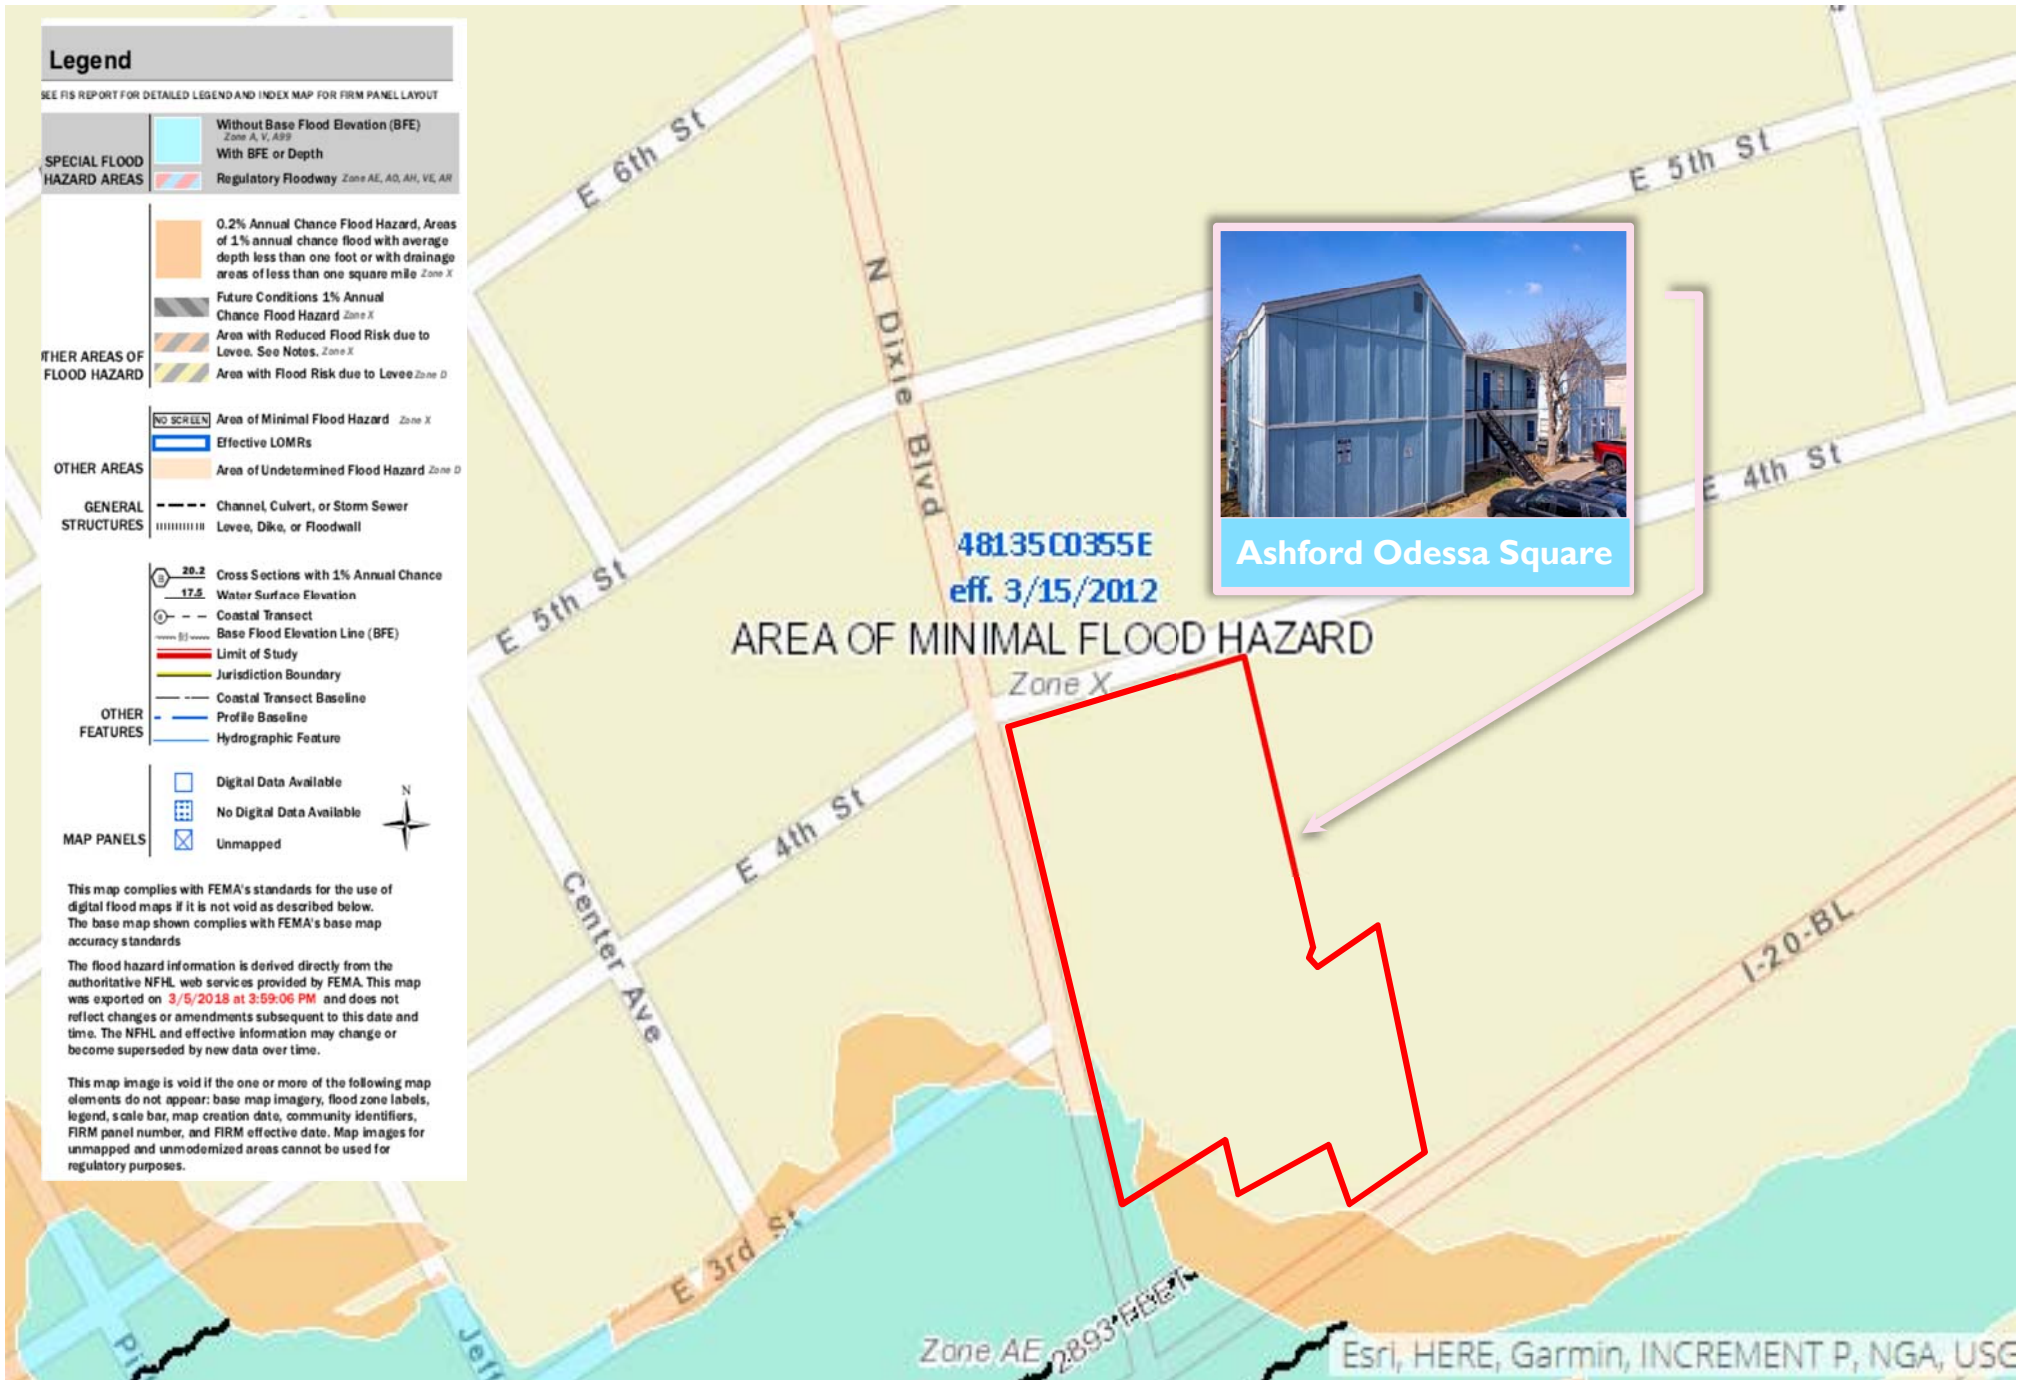 Legend
SEE FIS REPORT FOR DETAILED LEGEND AND INDEX MAP FOR FIRM PANEL LAYOUT
SPECIAL FLOOD
HAZARD AREAS
Without Base Flood Elevation (BFE)
Zone A, V, A99
With BFE or Depth
Regulatory Floodway Zone AE, AO, AH, VE, AR
THER AREAS OF
FLOOD HAZARD
0.2% Annual Chance Flood Hazard, Areas
of 1% annual chance flood with average
depth less than one foot or with drainage
areas of less than one square mile Zone X
Future Conditions 1% Annual
Chance Flood Hazard Zone X
Area with Reduced Flood Risk due to
Levee. See Notes. Zone X
Area with Flood Risk due to Levee Zone D
OTHER AREAS
NO SCREEN Area of Minimal Flood Hazard Zone X
Effective LOMRs
Area of Undetermined Flood Hazard Zone D
GENERAL
STRUCTURES
Channel, Culvert, or Storm Sewer
Levee, Dike, or Floodwall
OTHER
FEATURES
B 20.2 Cross Sections with 1% Annual Chance
17.5 Water Surface Elevation
Coastal Transect
Base Flood Elevation Line (BFE)
Limit of Study
Jurisdiction Boundary
Coastal Transect Baseline
Profile Baseline
Hydrographic Feature
MAP PANELS
Digital Data Available
No Digital Data Available
Unmapped
N
This map complies with FEMA's standards for the use of
digital flood maps if it is not void as described below.
The base map shown complies with FEMA's base map
accuracy standards
The flood hazard information is derived directly from the
authoritative NFHL web services provided by FEMA. This map
was exported on 3/5/2018 at 3:59:06 PM and does not
reflect changes or amendments subsequent to this date and
time. The NFHL and effective information may change or
become superseded by new data over time.
This map image is void if the one or more of the following map
elements do not appear: base map imagery, flood zone labels,
legend, scale bar, map creation date, community identifiers,
FIRM panel number, and FIRM effective date. Map images for
unmapped and unmodernized areas cannot be used for
regulatory purposes.
E 6th St
E 5th St
N Dixie Blvd
E 4th St
Ashford Odessa Square
48135C0355E
eff. 3/15/2012
AREA OF MINIMAL FLOOD HAZARD
Zone X
E 5th St
E 4th St
Center Ave
I-20-BL
E 3rd St
Jeff
Pi
Zone AE
2893 FEET
Esri, HERE, Garmin, INCREMENT P, NGA, USG